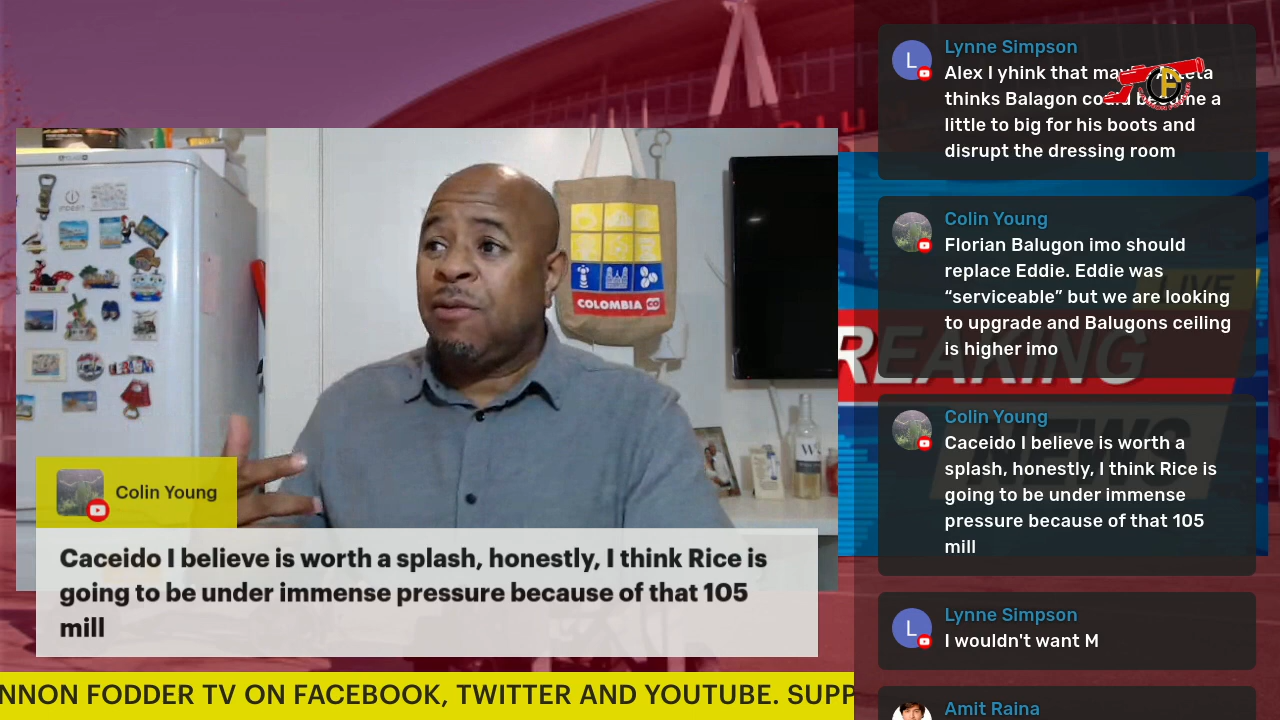 Lynne Simpson
L
Alex I yhink that
thinks Balagon could become a
little to big for his boots and
disrupt the dressing room
Colin Young
Florian Balugon imo should
replace Eddie. Eddie was
“serviceable” but we are looking
to upgrade and Balugons ceiling
is higher imo
LIVE
REAKING
NEWS
Colin Young
Caceido I believe is worth a
splash, honestly, I think Rice is
going to be under immense
pressure because of that 105
mill
Lynne Simpson
L
I wouldn't want M
Amit Raina
COLOMBIA CO
Colin Young
Caceido I believe is worth a splash, honestly, I think Rice is
going to be under immense pressure because of that 105
mill
NNON FODDER TV ON FACEBOOK, TWITTER AND YOUTUBE. SUPP